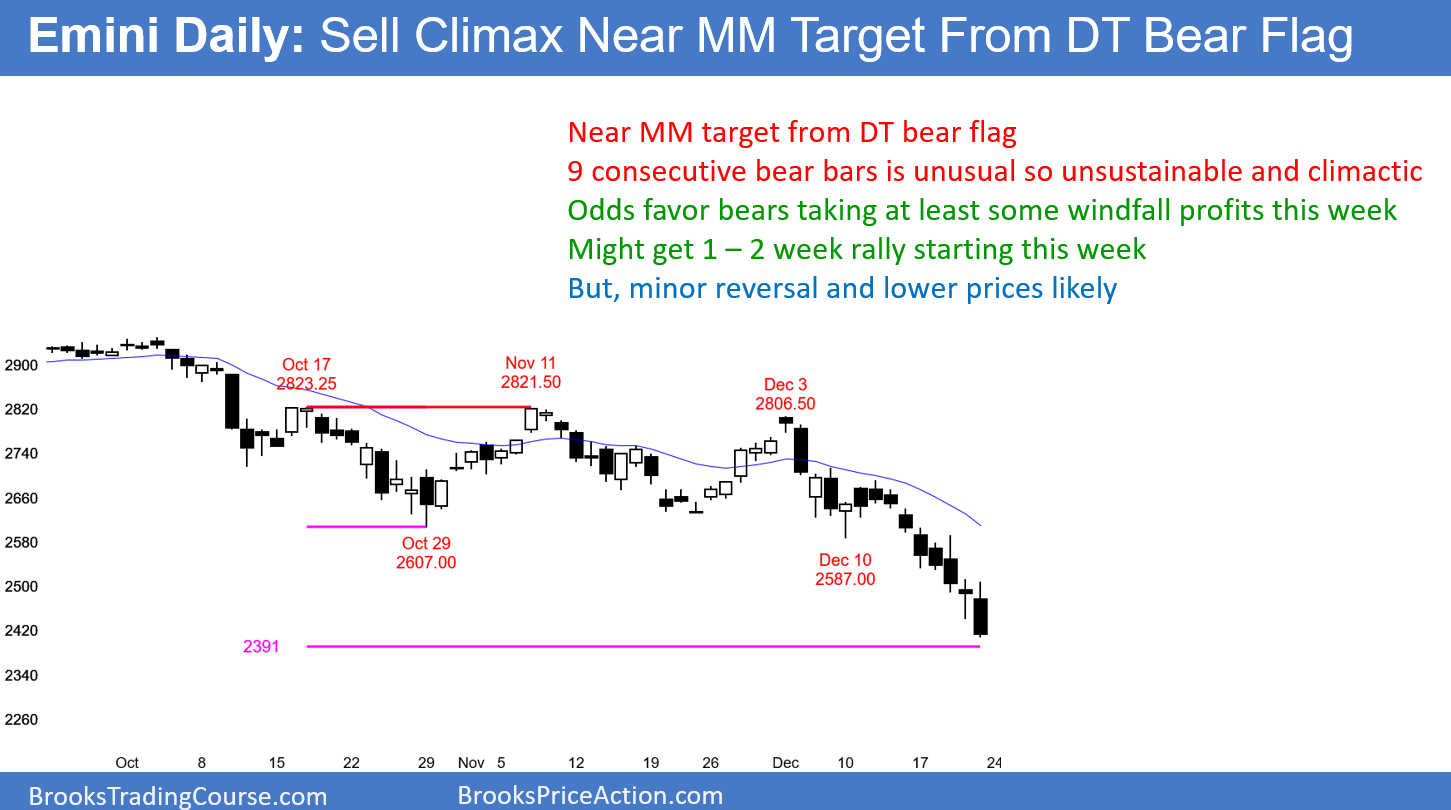 Emini Daily: Sell Climax Near MM Target From DT Bear Flag
Near MM target from DT bear flag
9 consecutive bear bars is unusual so unsustainable and climactic
Odds favor bears taking at least some windfall profits this week
Might get 1 – 2 week rally starting this week
But, minor reversal and lower prices likely
2900
2820
2740
2660
2580
2500
2420
2340
2260
Oct 17
2823.25
Nov 11
2821.50
Dec 3
2806.50
Oct 29
2607.00
Dec 10
2587.00
2391
Oct 8 15 22 29 Nov 5 12 19 26 Dec 10 17 24
BrooksTradingCourse.com BrooksPriceAction.com